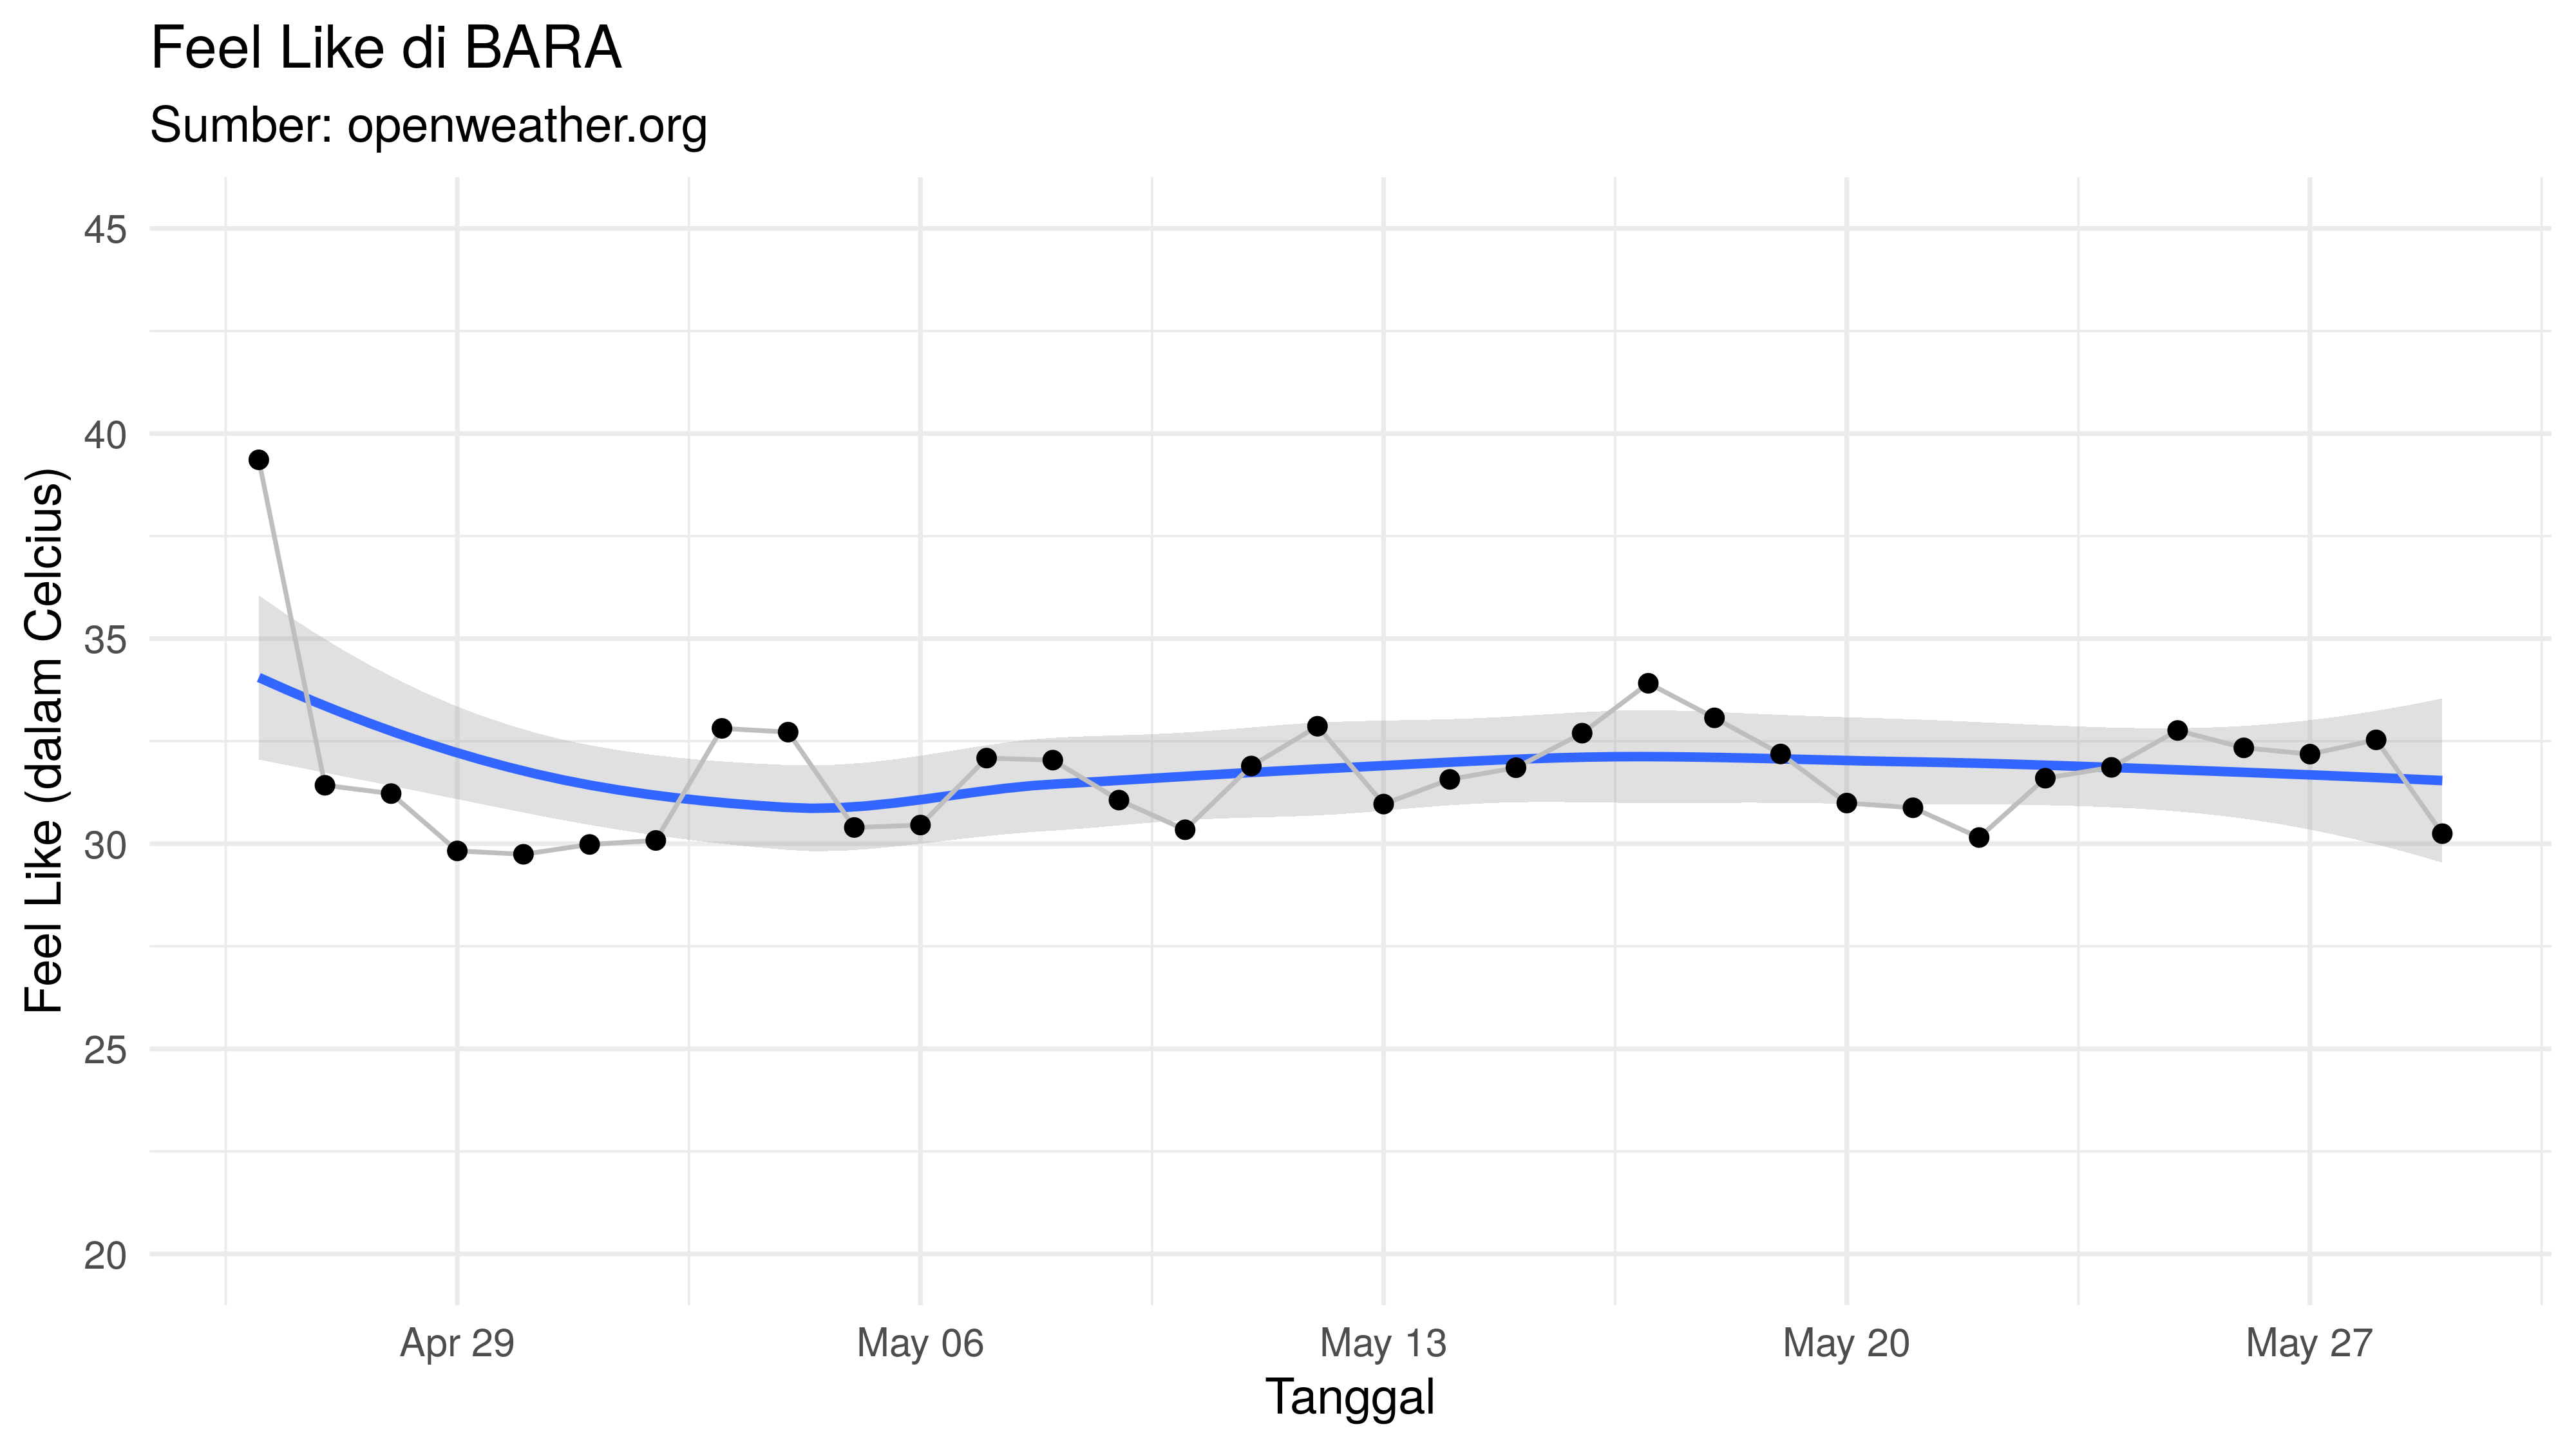 Feel Like di BARA
Sumber: openweather.org
Feel Like (dalam Celcius)
45
40
35
30
25
20
Apr 29
May 06
May 13
May 20
May 27
Tanggal